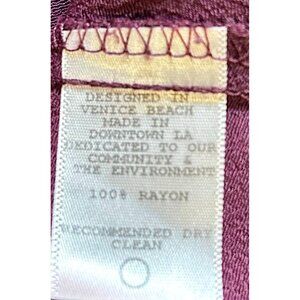 DESIGNED IN
VENICE BEACH
MADE IN
DOWNTOWN LA
DEDICATED TO OUR
COMMUNITY &
THE ENVIRONMENT
100% RAYON
RECOMMENDED DRY
CLEAN